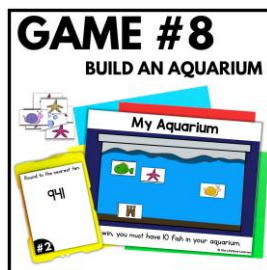 GAME #8
BUILD AN AQUARIUM
My Aquarium
Round to the nearest ten.
941
#2
win, you must have 10 fish in your aquarium.